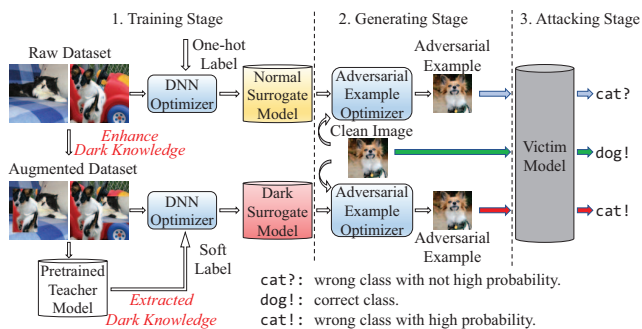 1. Training Stage
2. Generating Stage
3. Attacking Stage
Raw Dataset
One-hot
Label
DNN
Optimizer
Normal
Surrogate
Model
Adversarial
Example
Optimizer
Adversarial
Example
cat?
Enhance
Dark Knowledge
Clean Image
Victim
Model
dog!
Augmented Dataset
DNN
Optimizer
Dark
Surrogate
Model
Adversarial
Example
Optimizer
Adversarial
Example
cat!
Pretrained
Teacher
Model
Soft
Label
Extracted
Dark Knowledge
cat?: wrong class with not high probability.
dog!: correct class.
cat!: wrong class with high probability.